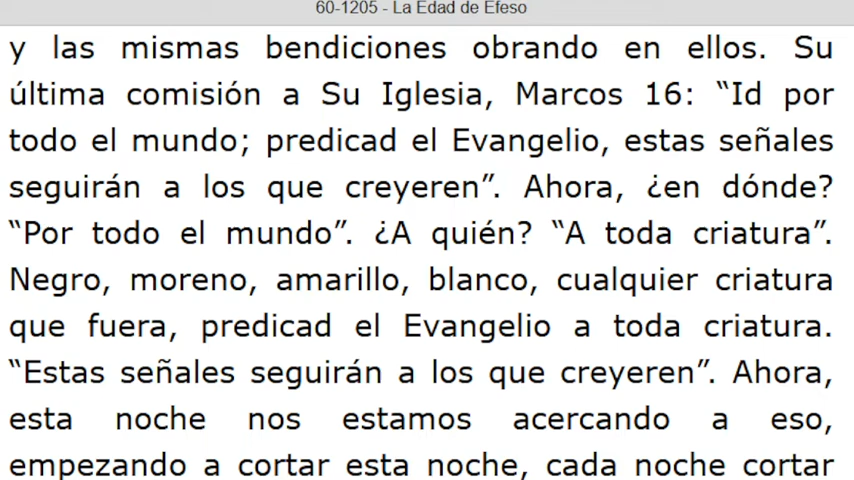 60-1205 - La Edad de Efeso
y las mismas bendiciones obrando en ellos. Su
última comisión a Su Iglesia, Marcos 16: “Id por
todo el mundo; predicad el Evangelio, estas señales
seguirán a los que creyeren”. Ahora, ¿en dónde?
“Por todo el mundo”. ¿A quién? “A toda criatura”.
Negro, moreno, amarillo, blanco, cualquier criatura
que fuera, predicad el Evangelio a toda criatura.
“Estas señales seguirán a los que creyeren”. Ahora,
esta noche nos estamos acercando a eso,
empezando a cortar esta noche, cada noche cortar